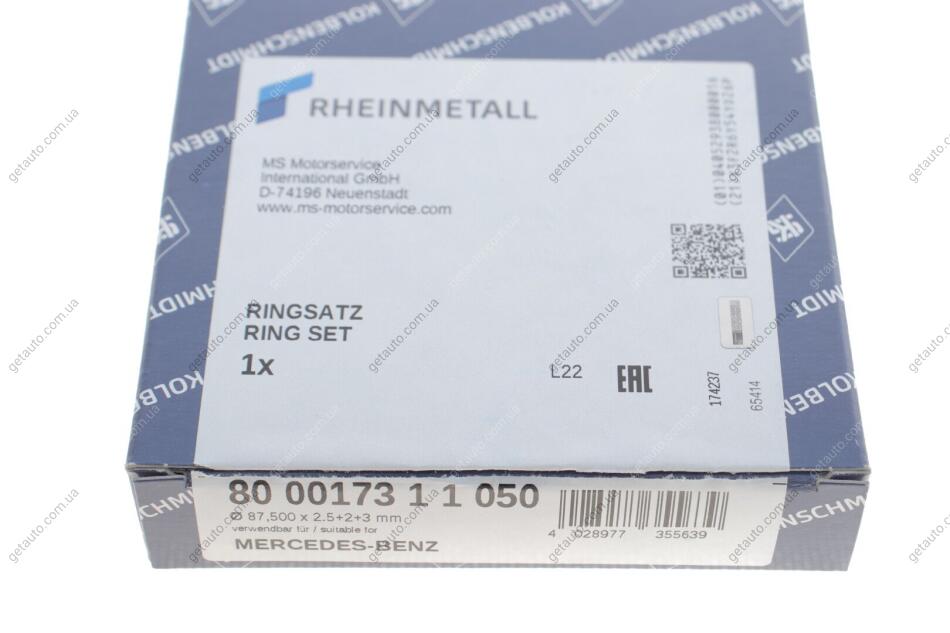 KOLBENSCHMIDT
RHEINMETALL
MS Motorservice
International GmbH
D-74196 Neuenstadt
www.ms-motorservice.com
RINGSATZ
RING SET
1x
L22
EAC
174237
65414
80 00173 1 1 050
Ø 87,500 x 2.5+2+3 mm
verwendbar für / suitable for
MERCEDES-BENZ
4 028977 355639
getauto.com.ua